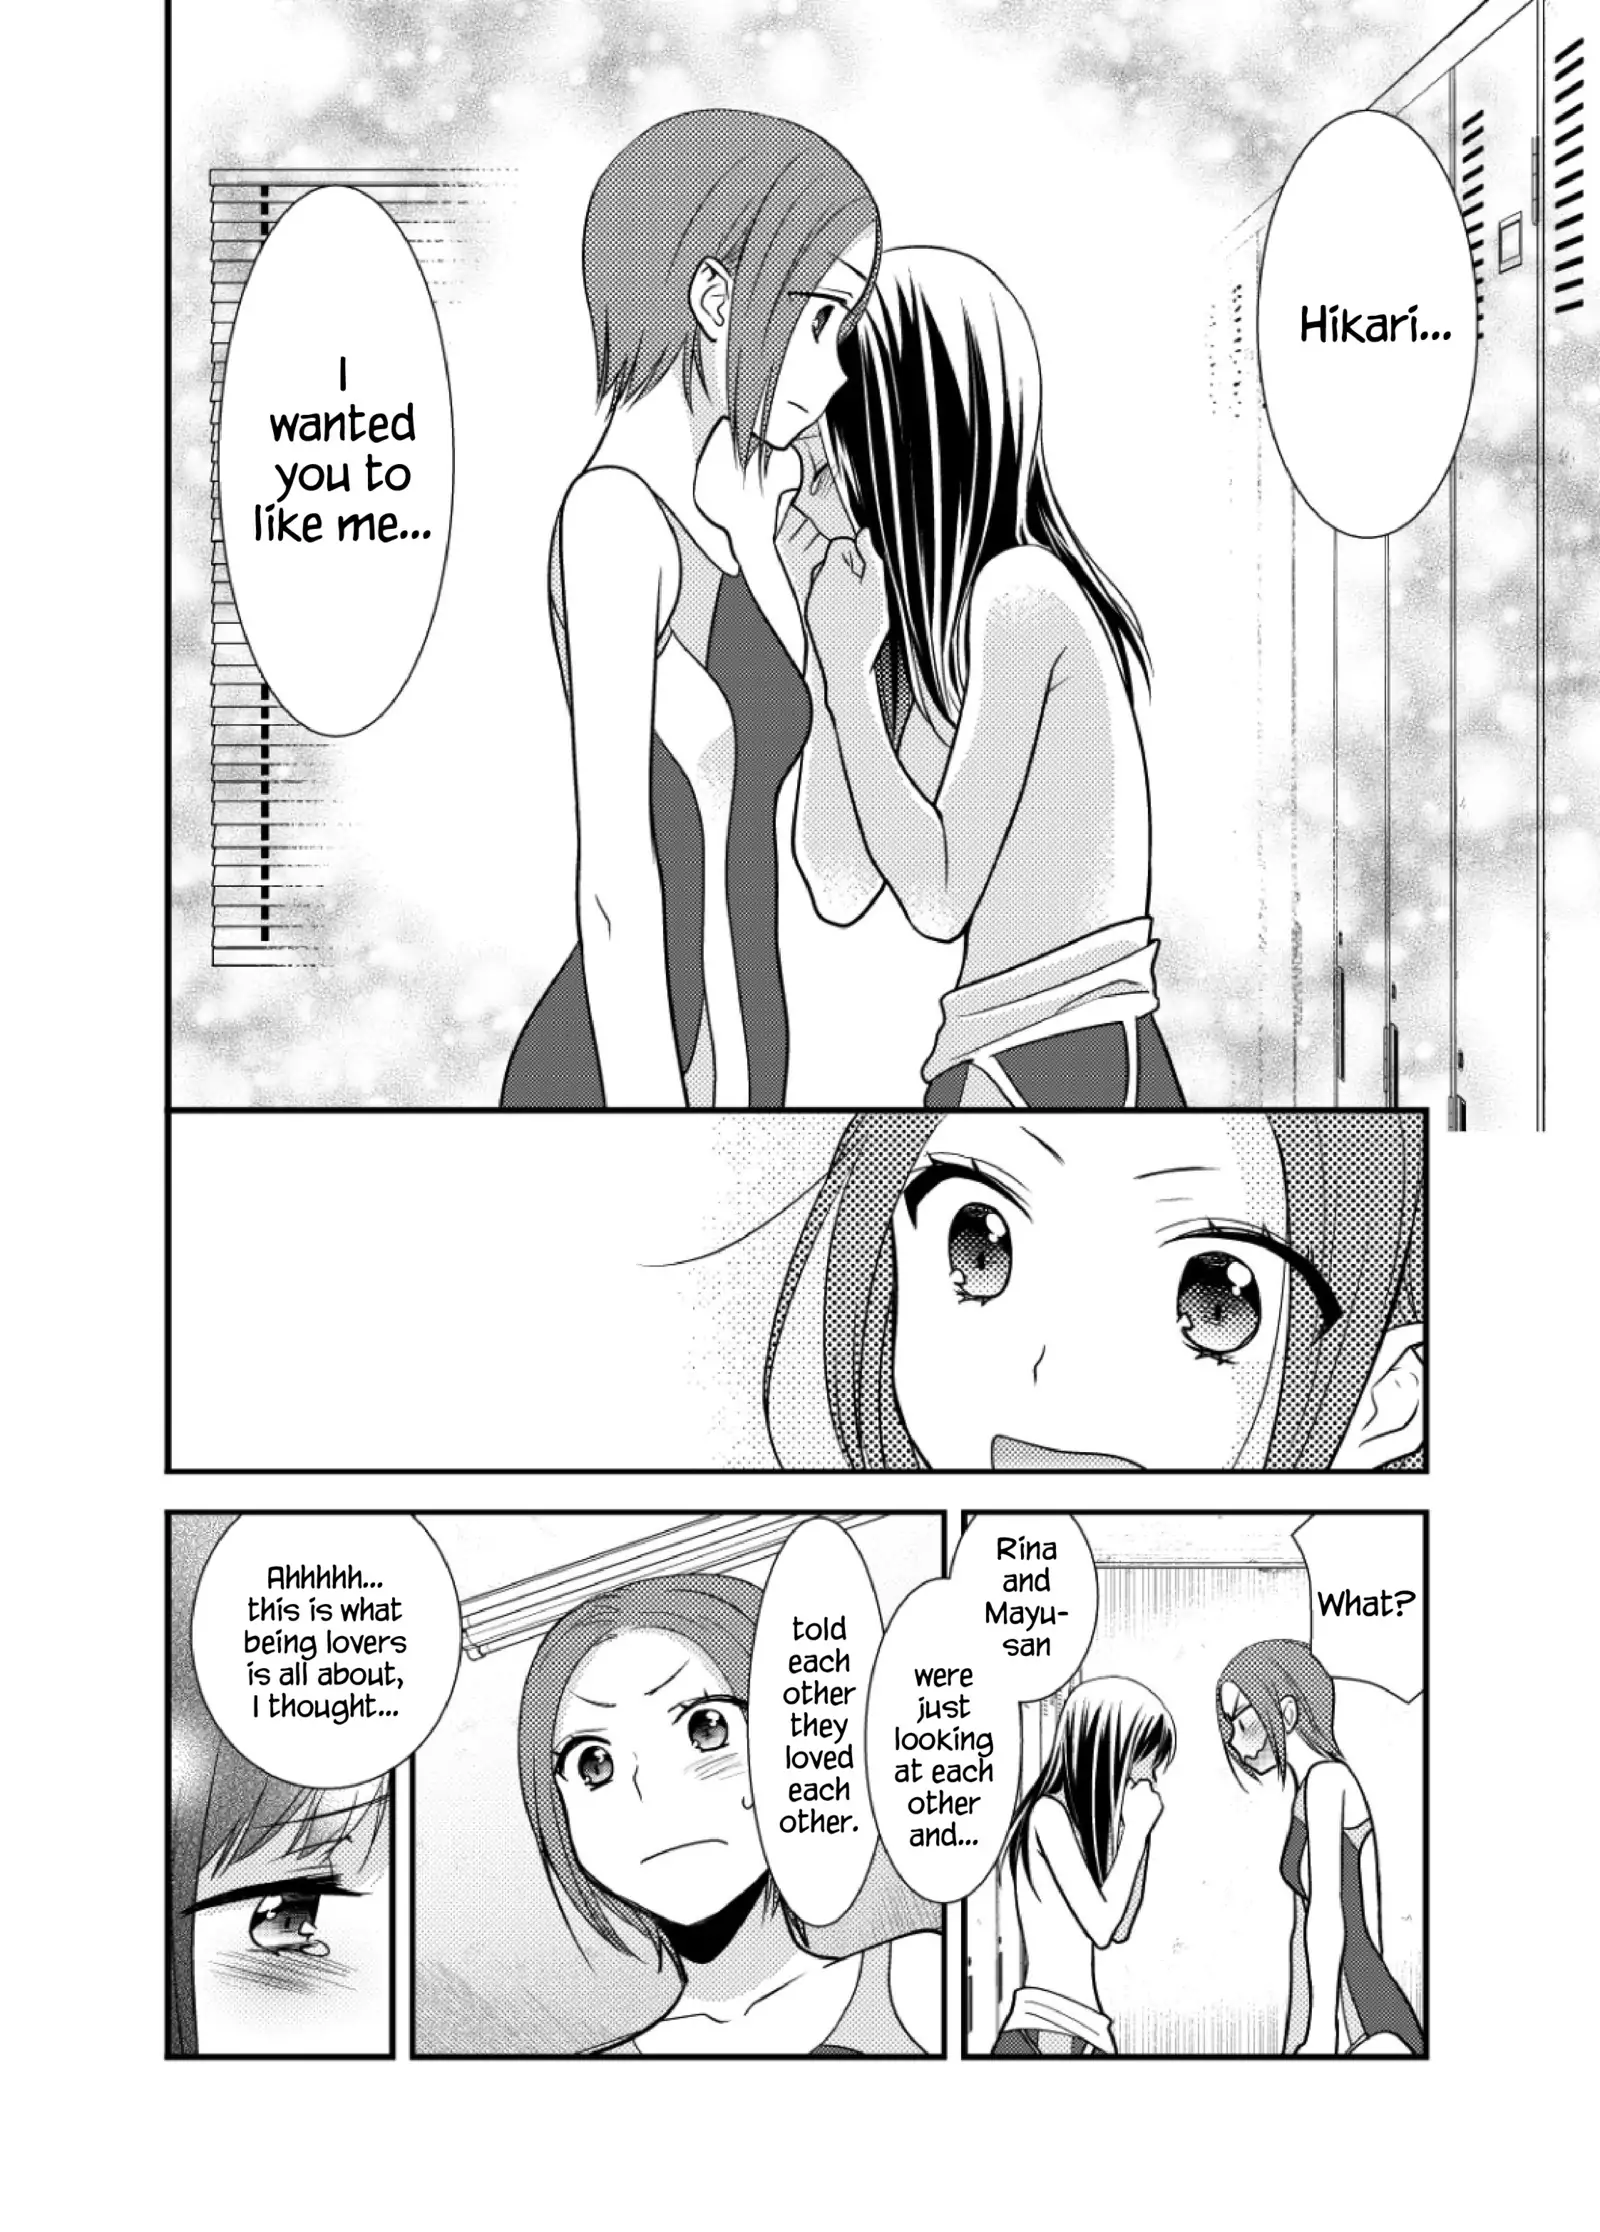 Hikari...
I
wanted
you to
like me...
What?
Rina
and
Mayu-
san
were
just
looking
at each
other
and...
told
each
other
they
loved
each
other.
Ahhhhh...
this is what
being lovers
is all about,
I thought...